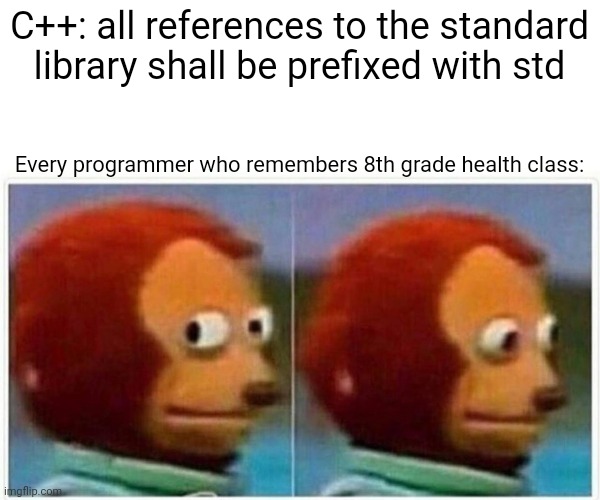 C++: all references to the standard
library shall be prefixed with std
Every programmer who remembers 8th grade health class:
imgflip.com